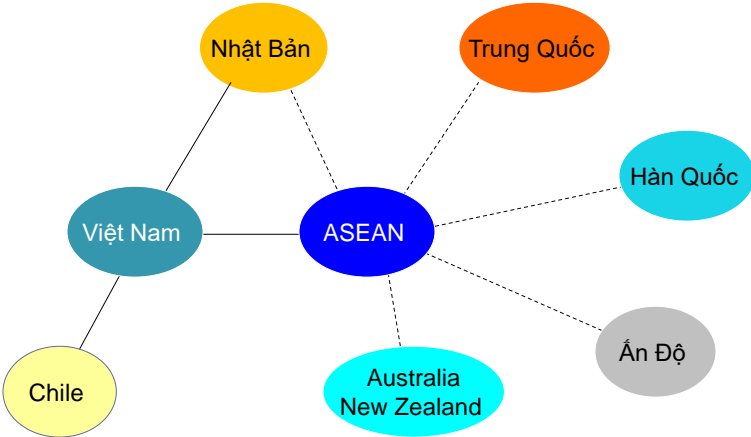 Nhật Bản
Trung Quốc
Hàn Quốc
Việt Nam
ASEAN
Ấn Độ
Chile
Australia
New Zealand